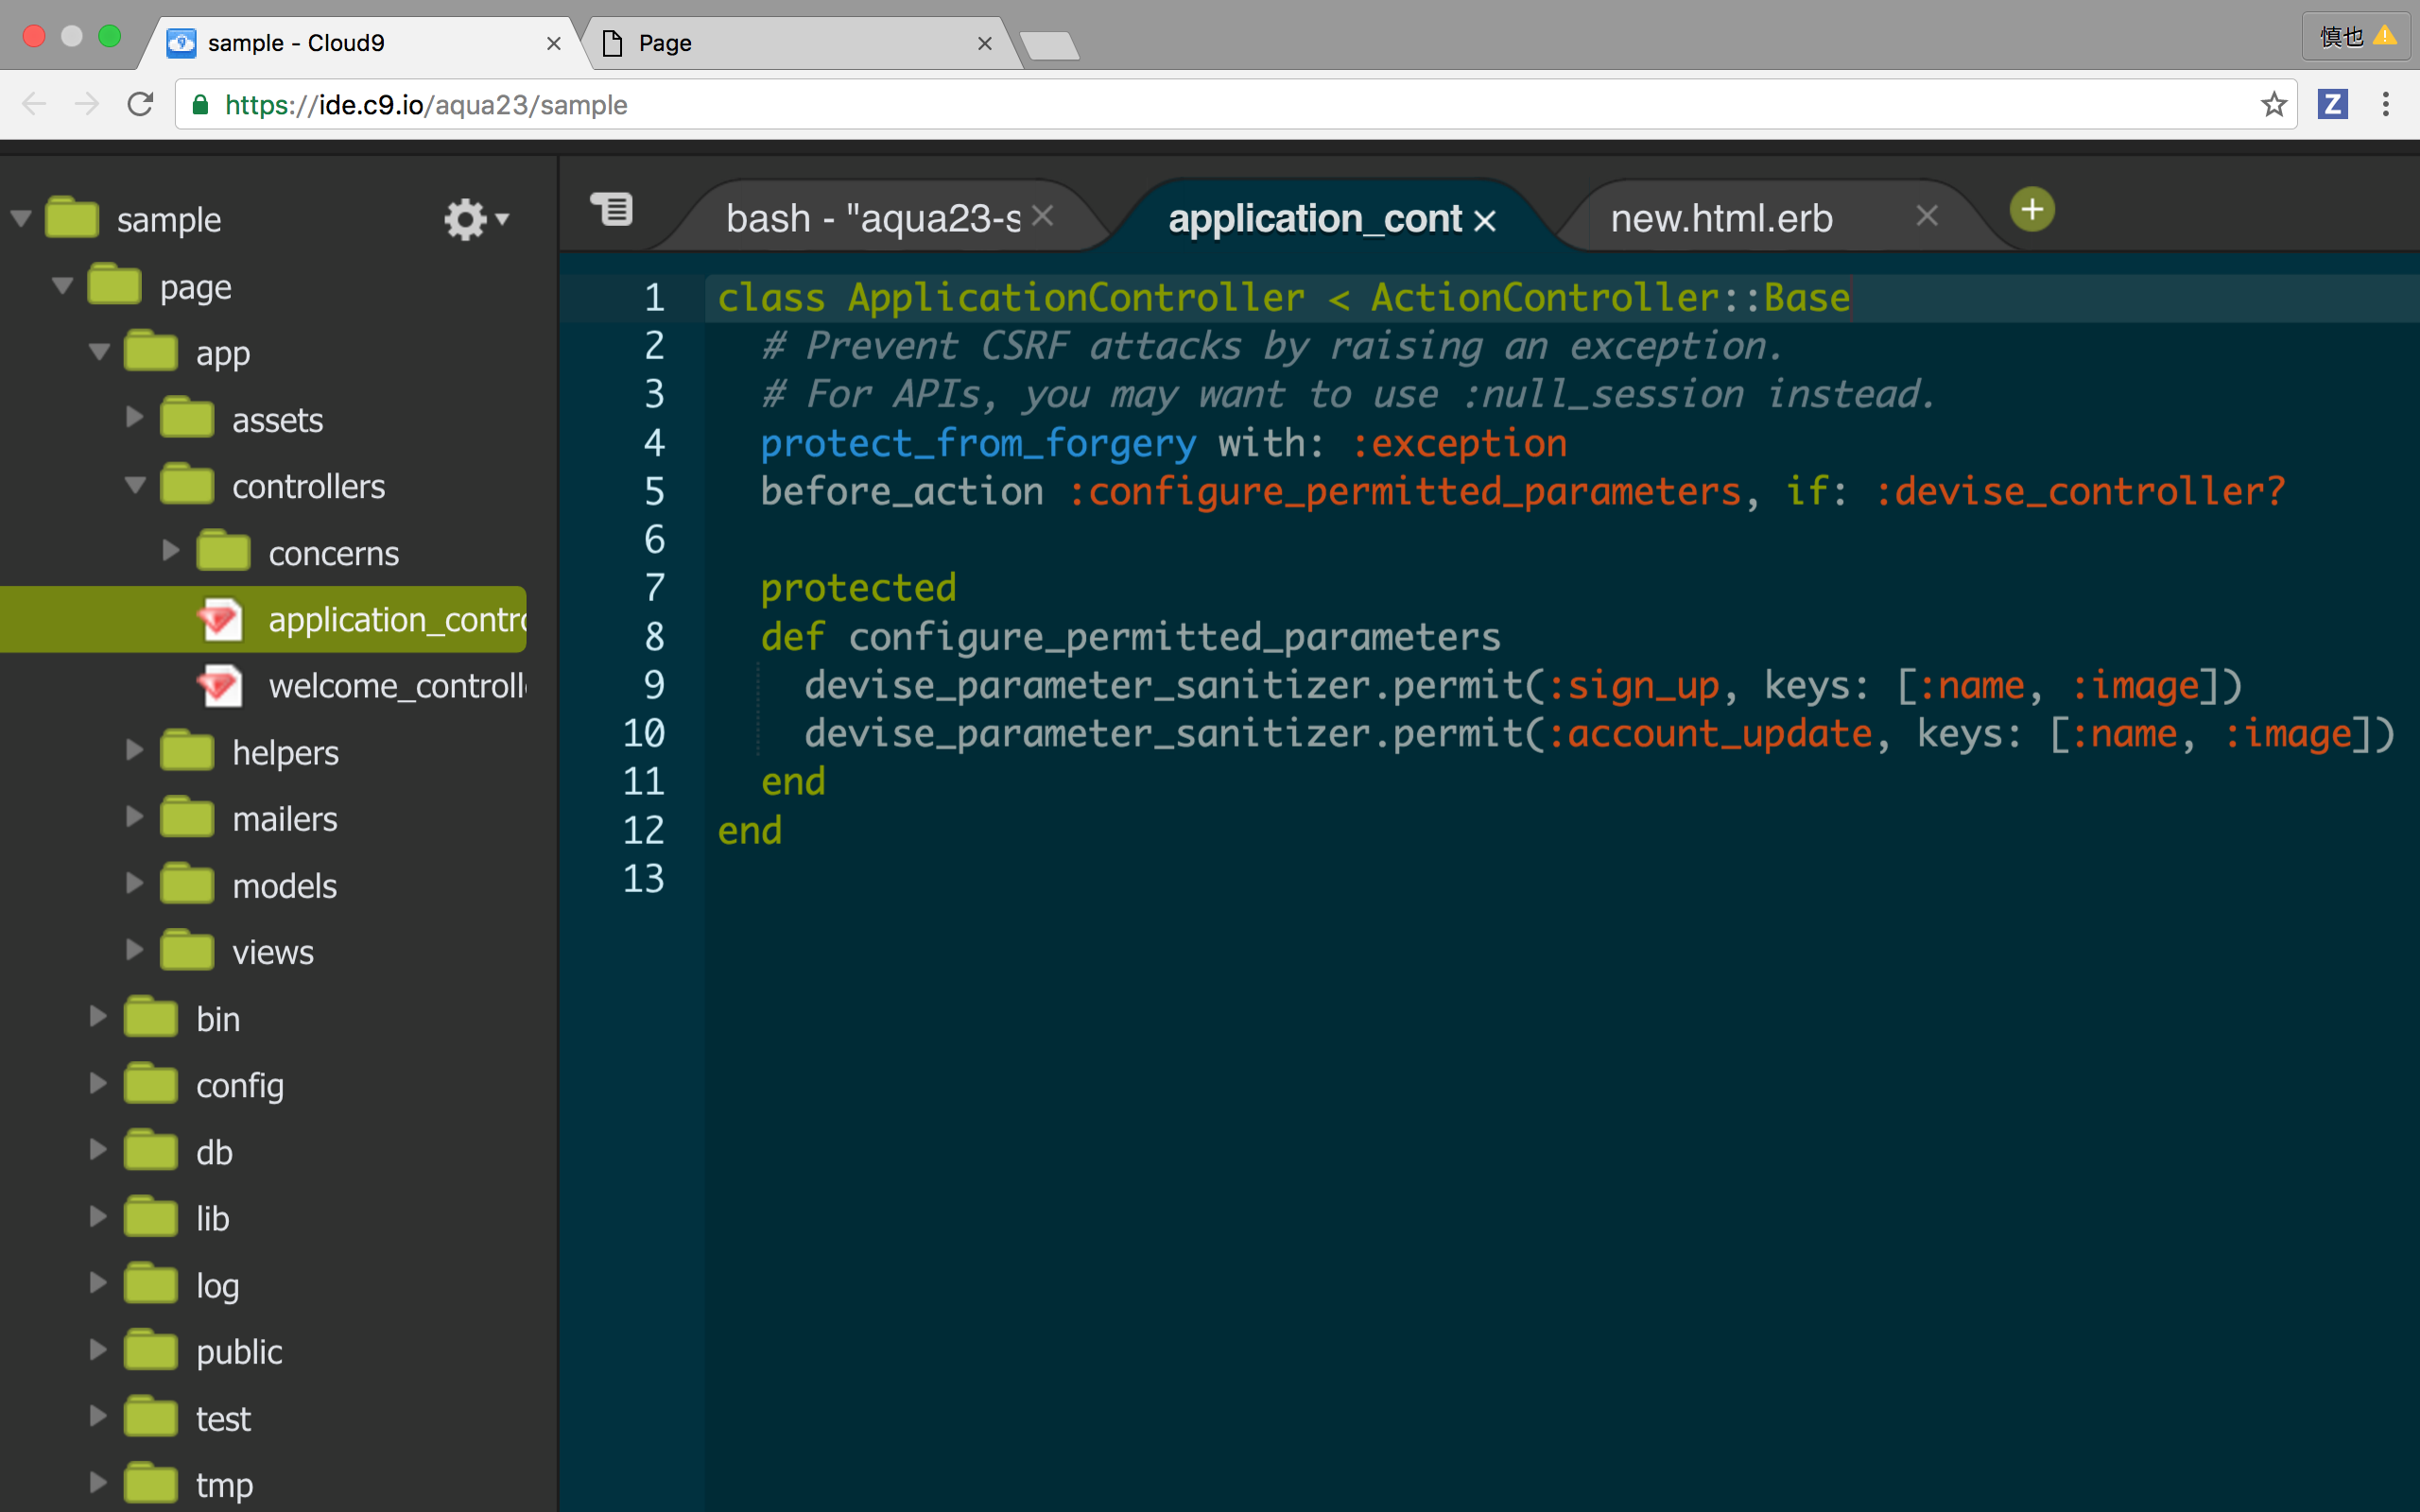 sample - Cloud9
Page
慎也
https://ide.c9.io/aqua23/sample
Z
sample
page
app
assets
controllers
concerns
application_contro
welcome_controll
helpers
mailers
models
views
bin
config
db
lib
log
public
test
tmp
bash - "aqua23-s
application_cont
new.html.erb
1 class ApplicationController < ActionController::Base
2 # Prevent CSRF attacks by raising an exception.
3 # For APIs, you may want to use :null_session instead.
4 protect_from_forgery with: :exception
5 before_action :configure_permitted_parameters, if: :devise_controller?
6
7 protected
8 def configure_permitted_parameters
9 devise_parameter_sanitizer.permit(:sign_up, keys: [:name, :image])
10 devise_parameter_sanitizer.permit(:account_update, keys: [:name, :image])
11 end
12 end
13